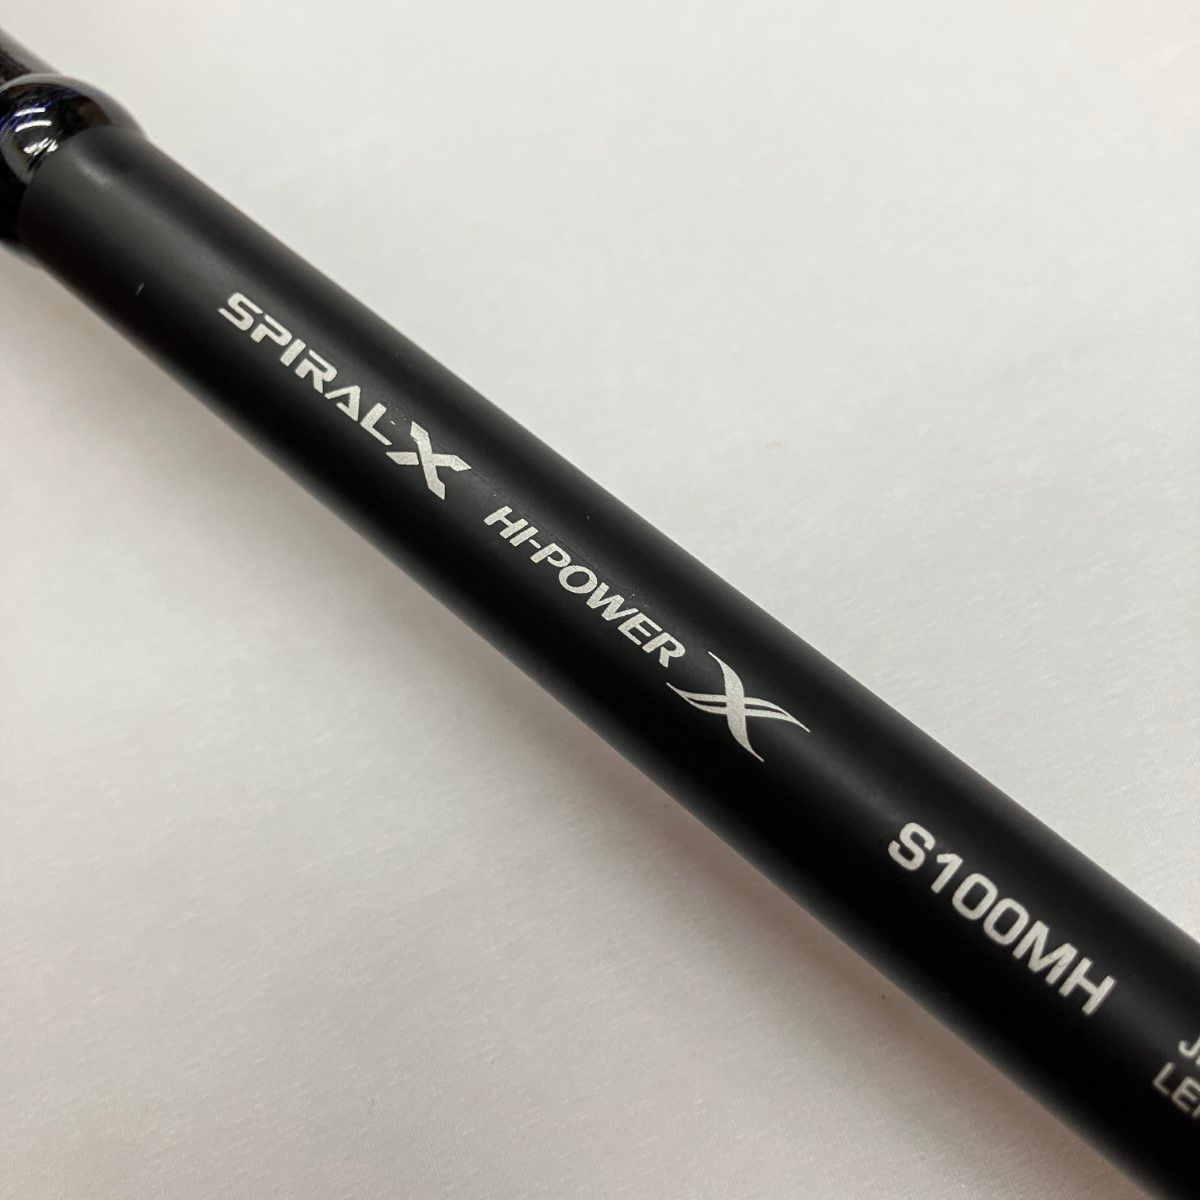 SPIRAL-X HI-POWER X S100MH